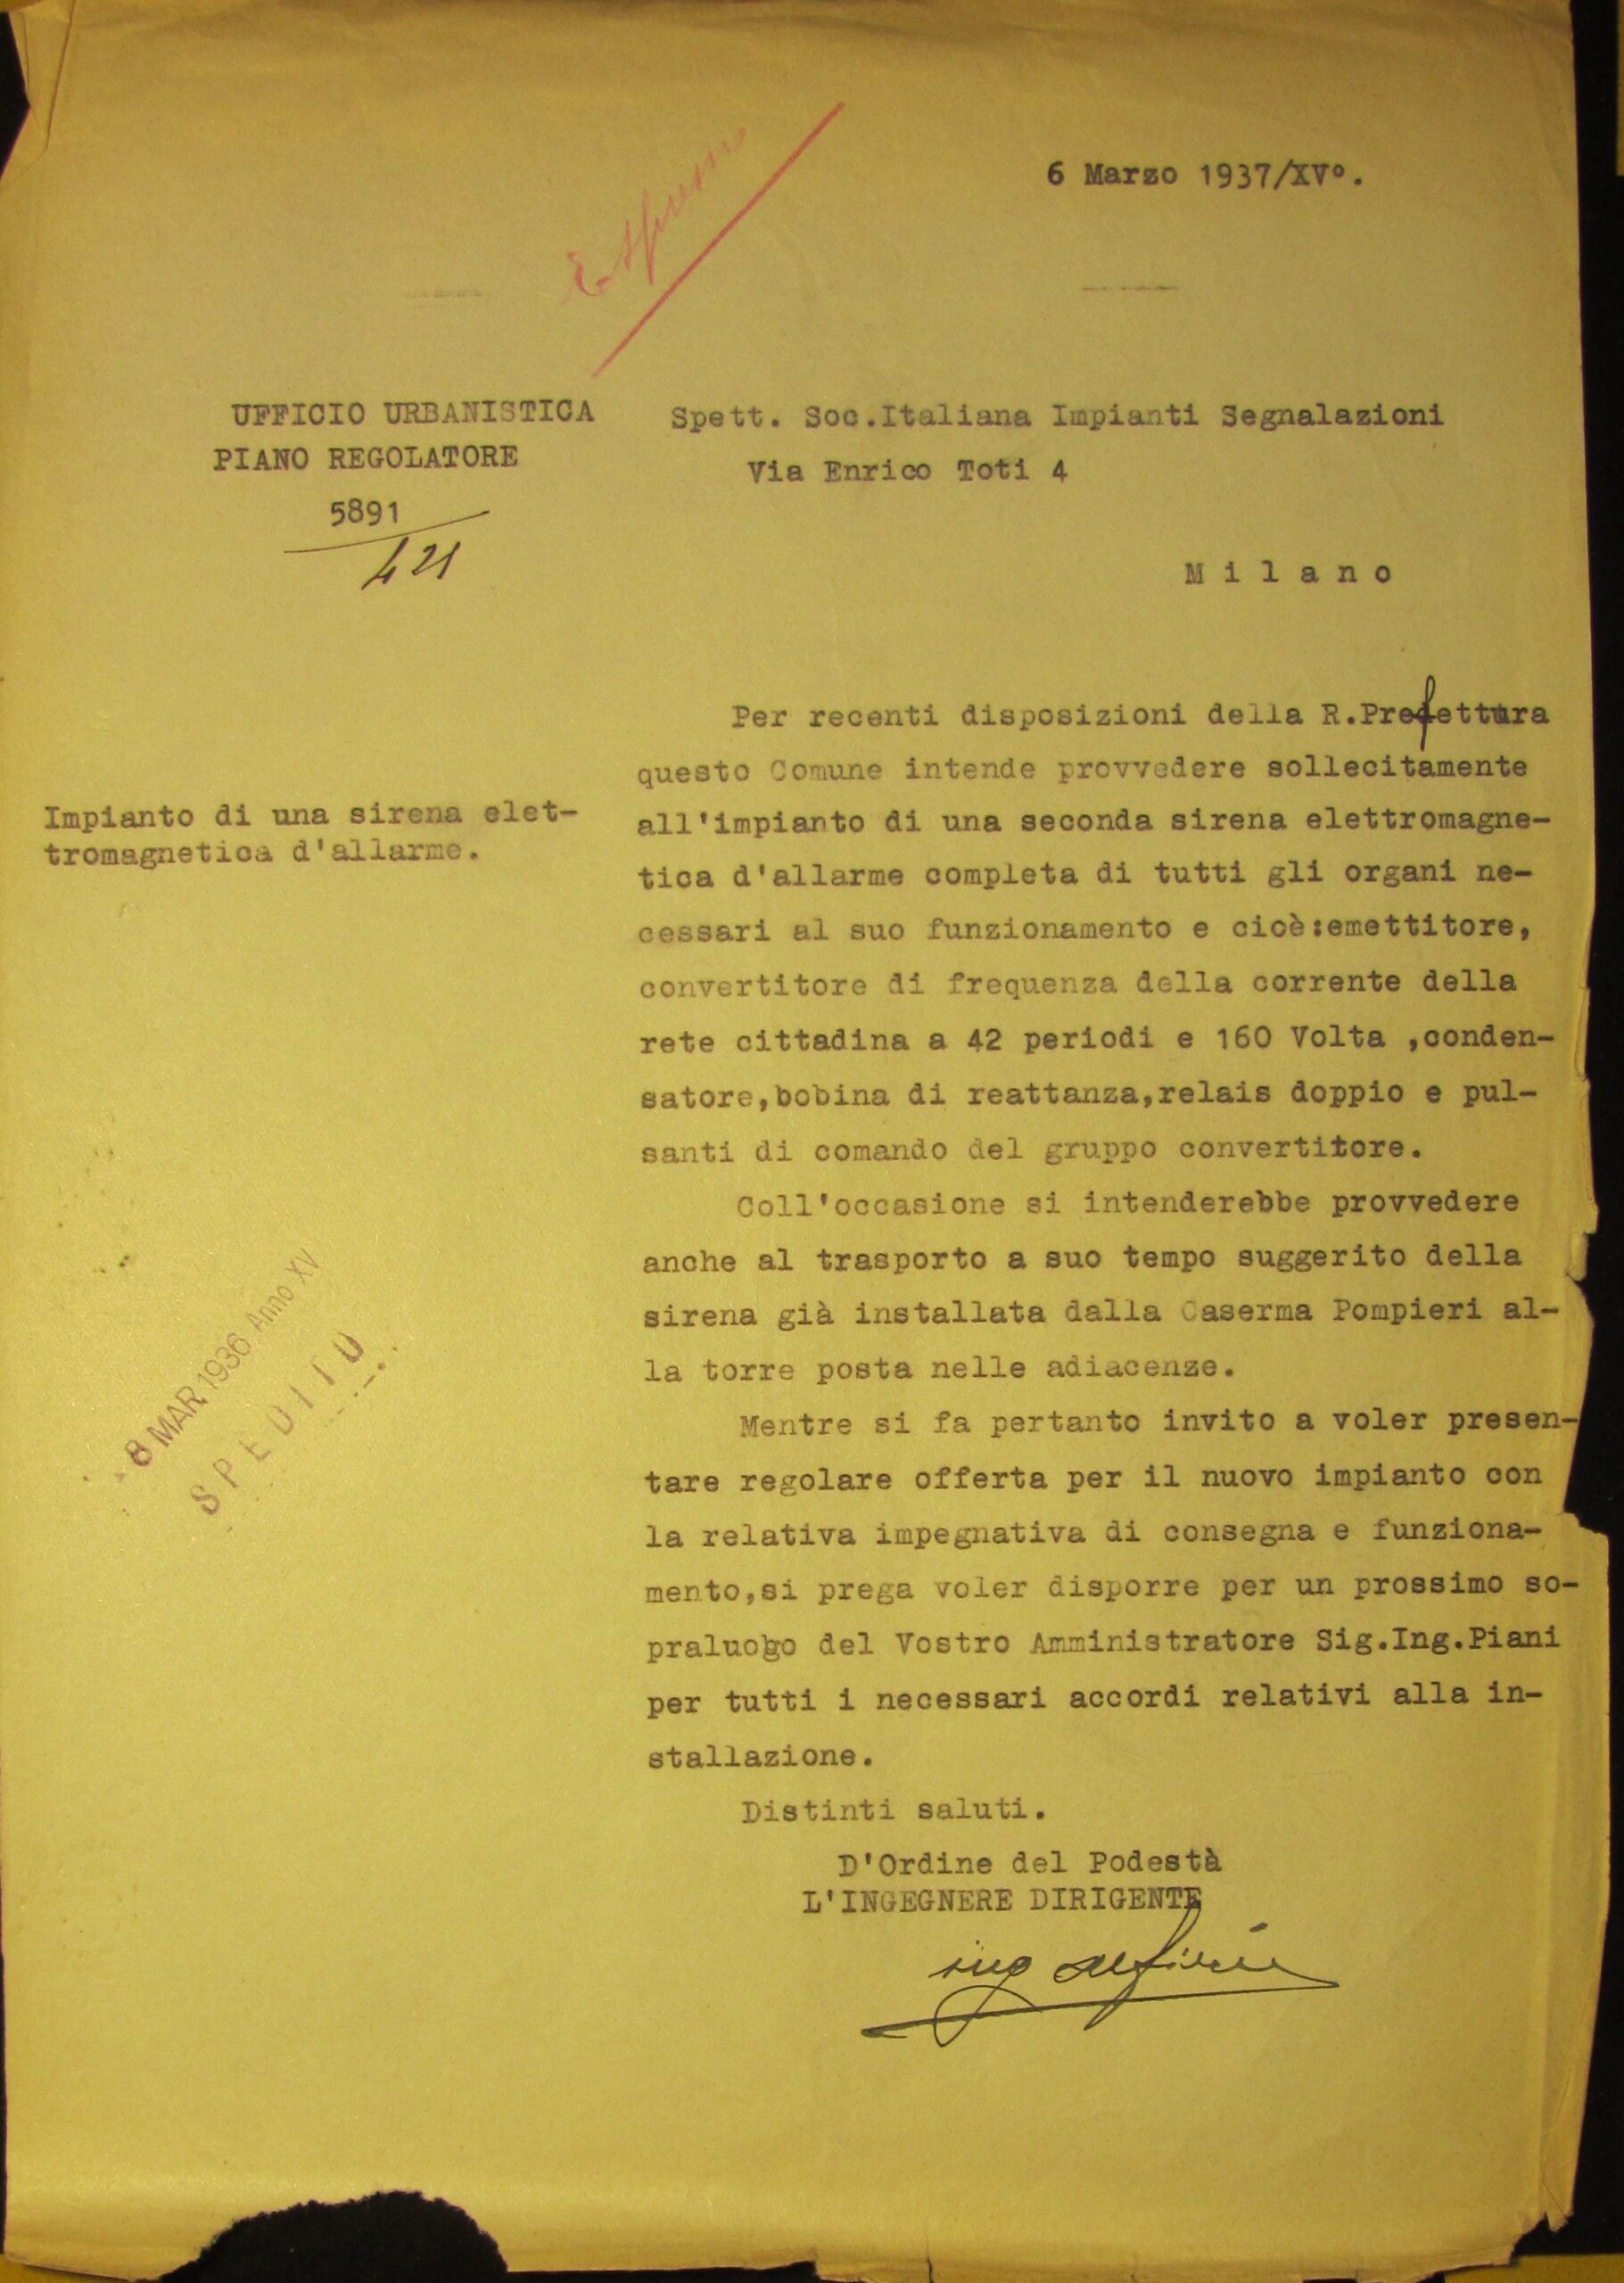 6 Marzo 1937/XVº.
UFFICIO URBANISTICA
PIANO REGOLATORE
5891
421
Spett. Soc.Italiana Impianti Segnalazioni
Via Enrico Toti 4
Milano
Impianto di una sirena elet-
tromagnetica d'allarme.
Per recenti disposizioni della R.Prefettura
questo Comune intende provvedere sollecitamente
all'impianto di una seconda sirena elettromagne-
tica d'allarme completa di tutti gli organi ne-
cessari al suo funzionamento e cioè:emettitore,
convertitore di frequenza della corrente della
rete cittadina a 42 periodi e 160 Volta ,conden-
satore,bobina di reattanza,relais doppio e pul-
santi di comando del gruppo convertitore.
Coll'occasione si intenderebbe provvedere
anche al trasporto a suo tempo suggerito della
sirena già installata dalla Caserma Pompieri al-
la torre posta nelle adiacenze.
Mentre si fa pertanto invito a voler presen-
tare regolare offerta per il nuovo impianto con
la relativa impegnativa di consegna e funziona-
mento,si prega voler disporre per un prossimo so-
praluogo del Vostro Amministratore Sig.Ing.Piani
per tutti i necessari accordi relativi alla in-
stallazione.
Distinti saluti.
D'Ordine del Podestà
L'INGEGNERE DIRIGENTE
ing
8 MAR 1936 Anno XV
SPEDITO